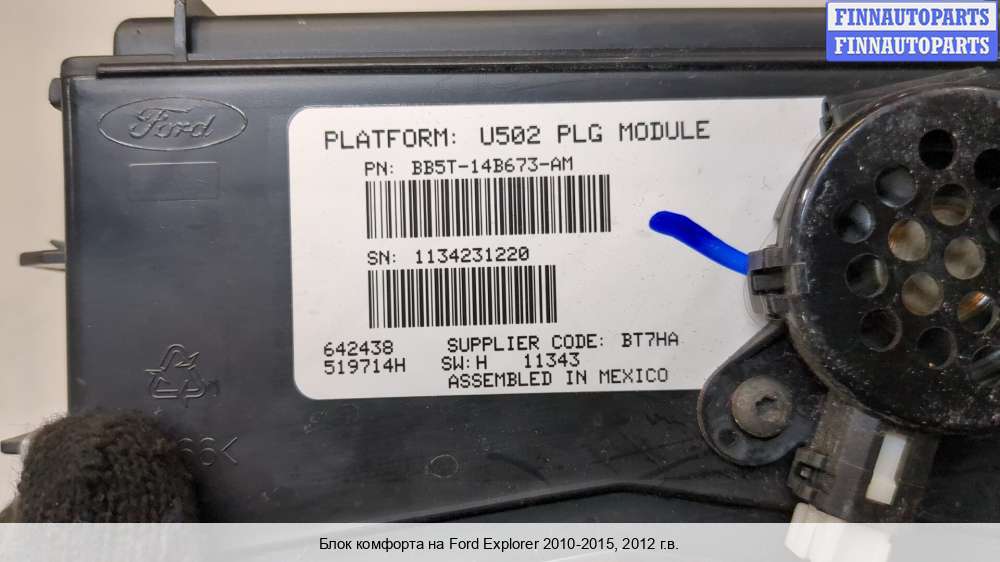 FINNAUTOPARTS
FINNAUTOPARTS
Ford
PLATFORM: U502 PLG MODULE
PN: BB5T-14B673-AM
SN: 1134231220
642438 SUPPLIER CODE: BT7HA
519714H SW:H 11343
ASSEMBLED IN MEXICO
Блок комфорта на Ford Explorer 2010-2015, 2012 г.в.